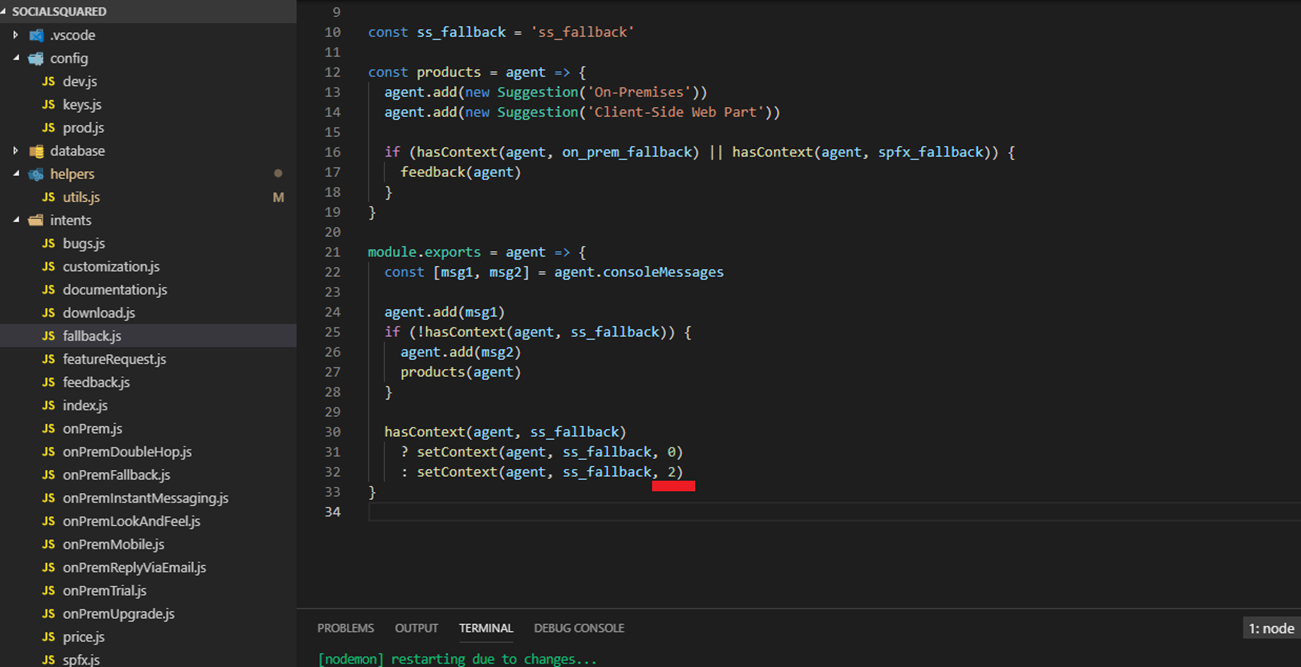 SOCIALSQUARED
.vscode
config
JS dev.js
JS keys.js
JS prod.js
database
helpers
JS utils.js M
intents
JS bugs.js
JS customization.js
JS documentation.js
JS download.js
JS fallback.js
JS featureRequest.js
JS feedback.js
JS index.js
JS onPrem.js
JS onPremDoubleHop.js
JS onPremFallback.js
JS onPremInstantMessaging.js
JS onPremLookAndFeel.js
JS onPremMobile.js
JS onPremReplyViaEmail.js
JS onPremTrial.js
JS onPremUpgrade.js
JS price.js
JS spfx.js
9
10 const ss_fallback = 'ss_fallback'
11
12 const products = agent => {
13 agent.add(new Suggestion('On-Premises'))
14 agent.add(new Suggestion('Client-Side Web Part'))
15
16 if (hasContext(agent, on_prem_fallback) || hasContext(agent, spfx_fallback)) {
17 feedback(agent)
18 }
19 }
20
21 module.exports = agent => {
22 const [msg1, msg2] = agent.consoleMessages
23
24 agent.add(msg1)
25 if (!hasContext(agent, ss_fallback)) {
26 agent.add(msg2)
27 products(agent)
28 }
29
30 hasContext(agent, ss_fallback)
31 ? setContext(agent, ss_fallback, 0)
32 : setContext(agent, ss_fallback, 2)
33 }
34
PROBLEMS OUTPUT TERMINAL DEBUG CONSOLE 1: node
[nodemon] restarting due to changes...